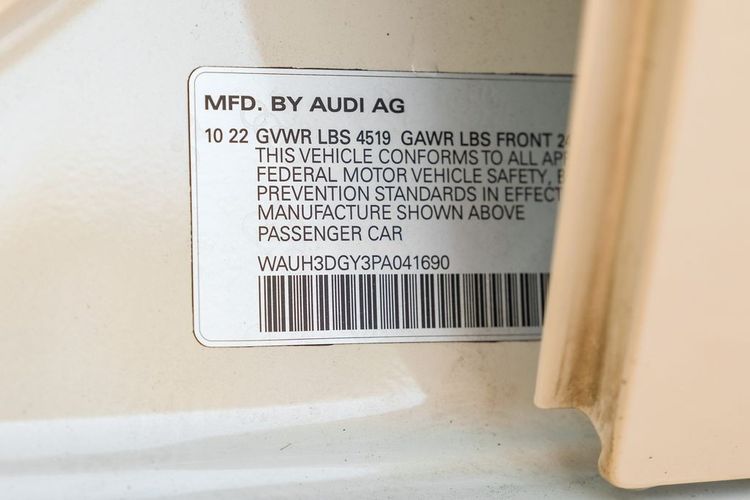 MFD. BY AUDI AG
10 22 GVWR LBS 4519 GAWR LBS FRONT
THIS VEHICLE CONFORMS TO ALL
FEDERAL MOTOR VEHICLE SAFETY,
PREVENTION STANDARDS IN EFFECT
MANUFACTURE SHOWN ABOVE
PASSENGER CAR
WAUH3DGY3PA041690